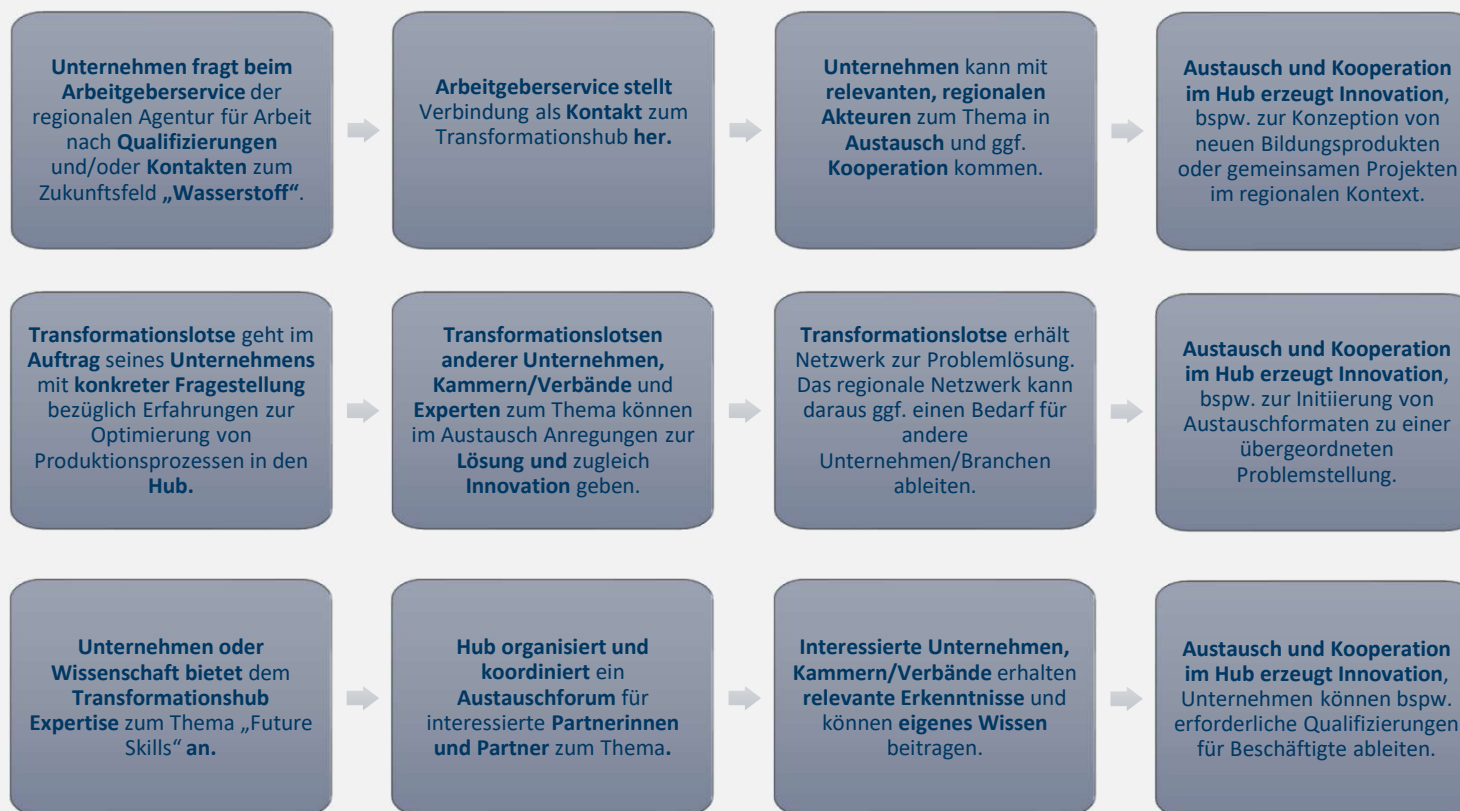 Unternehmen fragt beim
Arbeitgeberservice der
regionalen Agentur für Arbeit
nach Qualifizierungen
und/oder Kontakten zum
Zukunftsfeld „Wasserstoff“.
Arbeitgeberservice stellt
Verbindung als Kontakt zum
Transformationshub her.
Unternehmen kann mit
relevanten, regionalen
Akteuren zum Thema in
Austausch und ggf.
Kooperation kommen.
Austausch und Kooperation
im Hub erzeugt Innovation,
bspw. zur Konzeption von
neuen Bildungsprodukten
oder gemeinsamen Projekten
im regionalen Kontext.
Transformationslotse geht im
Auftrag seines Unternehmens
mit konkreter Fragestellung
bezüglich Erfahrungen zur
Optimierung von
Produktionsprozessen in den
Hub.
Transformationslotsen
anderer Unternehmen,
Kammern/Verbände und
Experten zum Thema können
im Austausch Anregungen zur
Lösung und zugleich
Innovation geben.
Transformationslotse erhält
Netzwerk zur Problemlösung.
Das regionale Netzwerk kann
daraus ggf. einen Bedarf für
andere
Unternehmen/Branchen
ableiten.
Austausch und Kooperation
im Hub erzeugt Innovation,
bspw. zur Initiierung von
Austauschformaten zu einer
übergeordneten
Problemstellung.
Unternehmen oder
Wissenschaft bietet dem
Transformationshub
Expertise zum Thema „Future
Skills“ an.
Hub organisiert und
koordiniert ein
Austauschforum für
interessierte Partnerinnen
und Partner zum Thema.
Interessierte Unternehmen,
Kammern/Verbände erhalten
relevante Erkenntnisse und
können eigenes Wissen
beitragen.
Austausch und Kooperation
im Hub erzeugt Innovation,
Unternehmen können bspw.
erforderliche Qualifizierungen
für Beschäftigte ableiten.